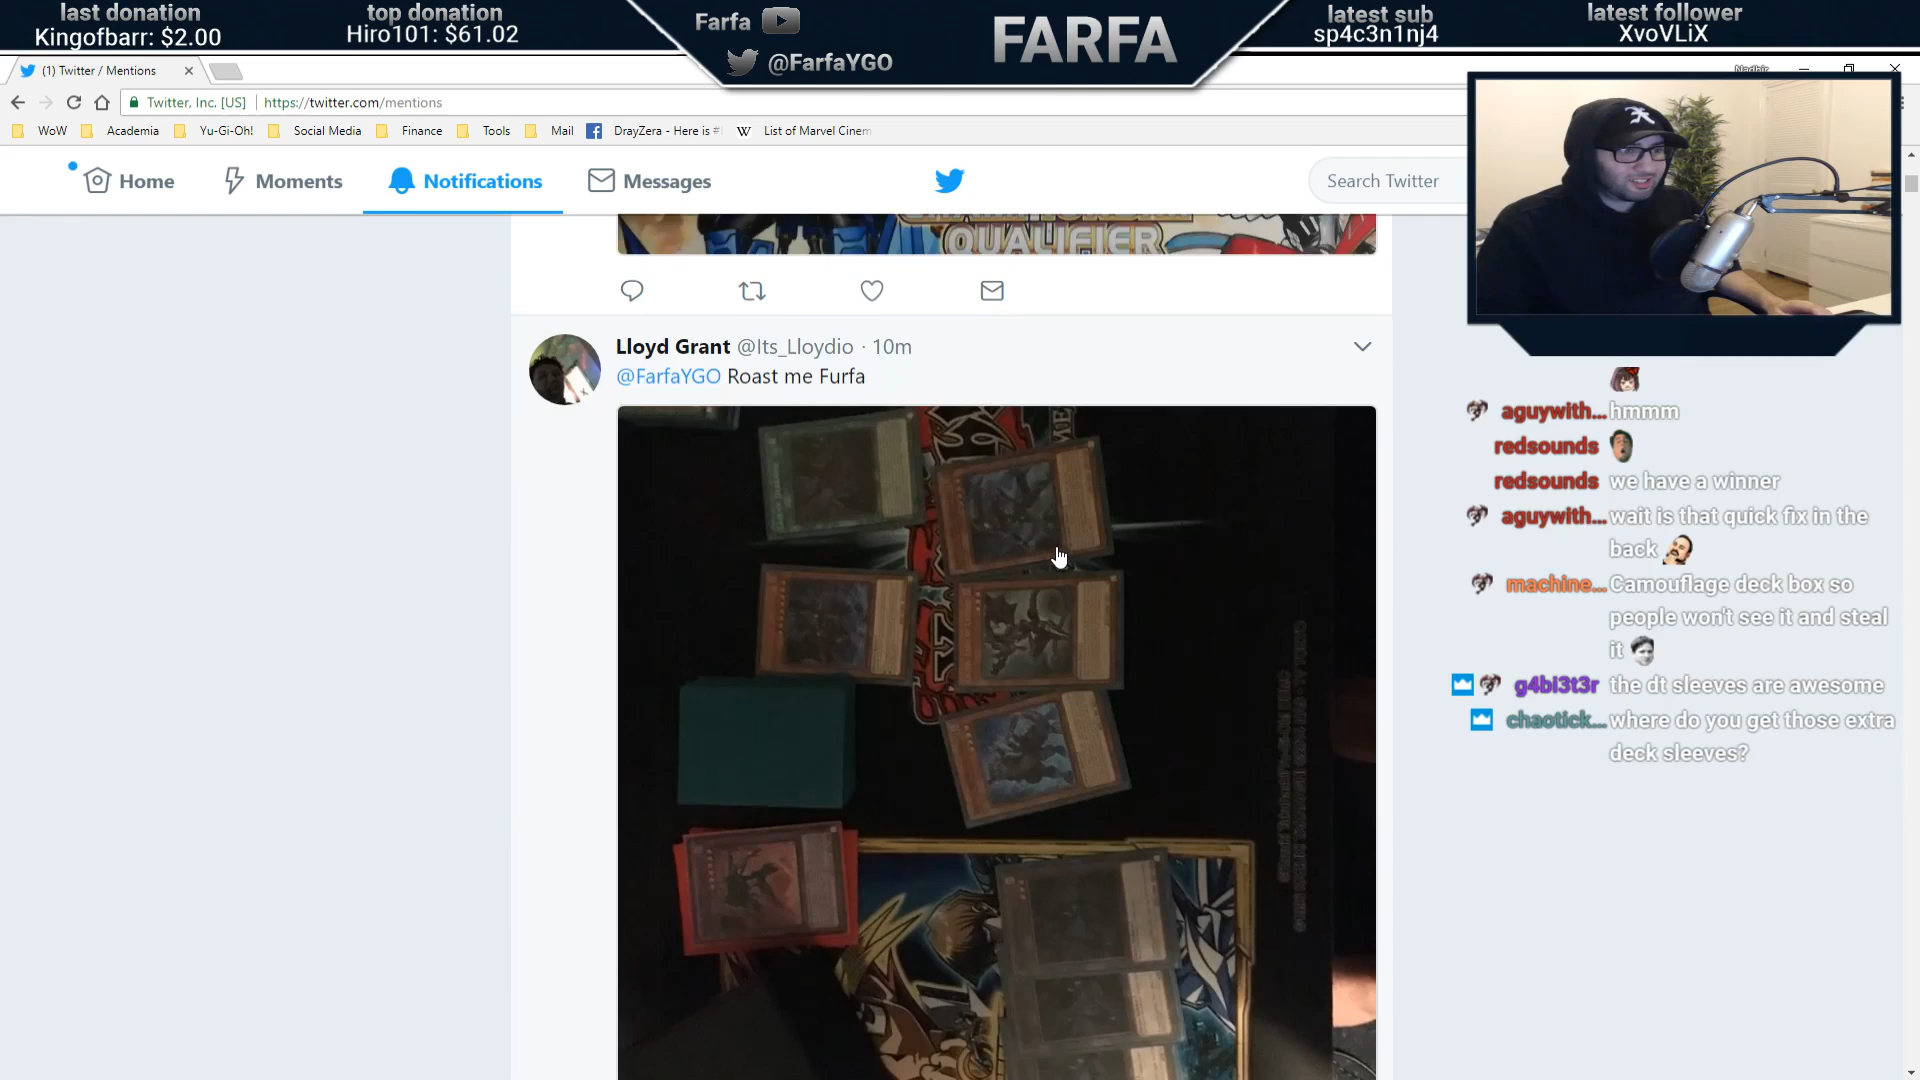 last donation
Kingofbarr: $2.00
top donation
Hiro101: $61.02
Farfa
@FarfaYGO
FARFA
latest sub
sp4c3n1nj4
latest follower
XvoVLiX
(1) Twitter / Mentions
Twitter, Inc. [US]
https://twitter.com/mentions
WoW
Academia
Yu-Gi-Oh!
Social Media
Finance
Tools
Mail
DrayZera - Here is #
List of Marvel Cinem
Home
Moments
Notifications
Messages
Search Twitter
QUALIFIER
Lloyd Grant @Its_Lloydio · 10m
@FarfaYGO Roast me Furfa
aguywith... hmmm
redsounds
redsounds we have a winner
aguywith... wait is that quick fix in the
back
machine... Camouflage deck box so
people won't see it and steal
it
g4bi3t3r the dt sleeves are awesome
chaotick... where do you get those extra
deck sleeves?